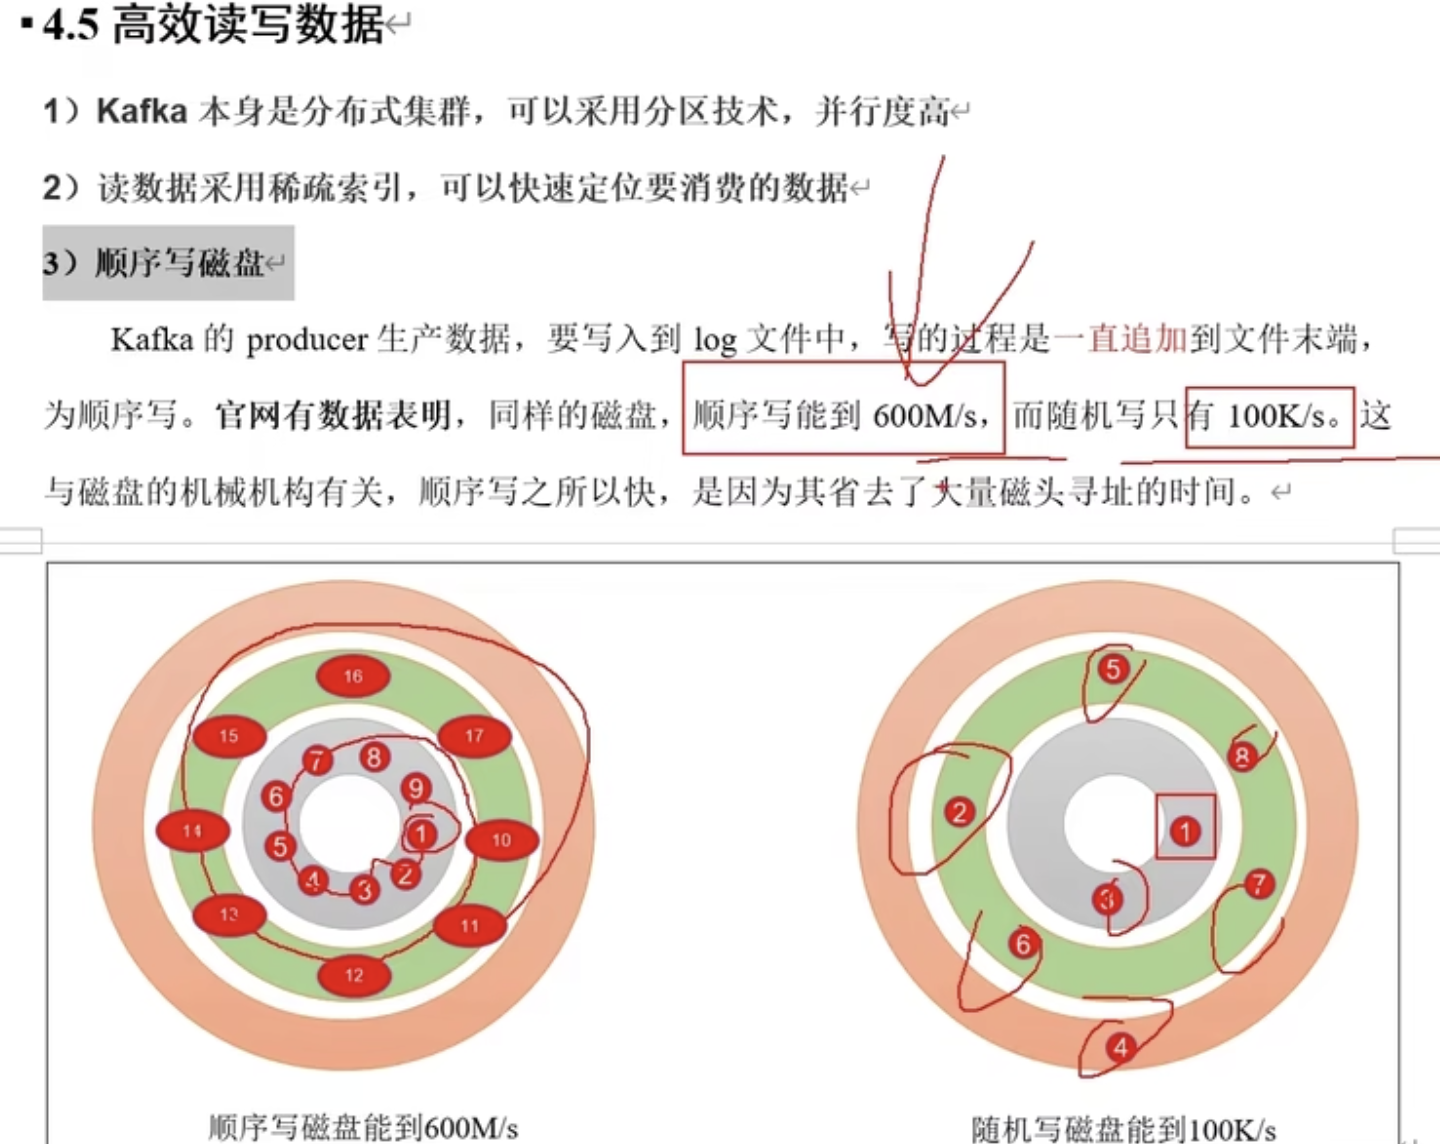 ▪4.5 高效读写数据↵
1）Kafka 本身是分布式集群，可以采用分区技术，并行度高↵
2）读数据采用稀疏索引，可以快速定位要消费的数据↵
3）顺序写磁盘↵
Kafka 的 producer 生产数据，要写入到 log 文件中，写的过程是一直追加到文件末端，
为顺序写。官网有数据表明，同样的磁盘，顺序写能到 600M/s，而随机写只有 100K/s。这
与磁盘的机械机构有关，顺序写之所以快，是因为其省去了大量磁头寻址的时间。↵
16
15
17
7
8
6
9
14
1
10
5
4
3
2
13
11
12
5
8
2
1
3
7
6
4
顺序写磁盘能到600M/s
随机写磁盘能到100K/s